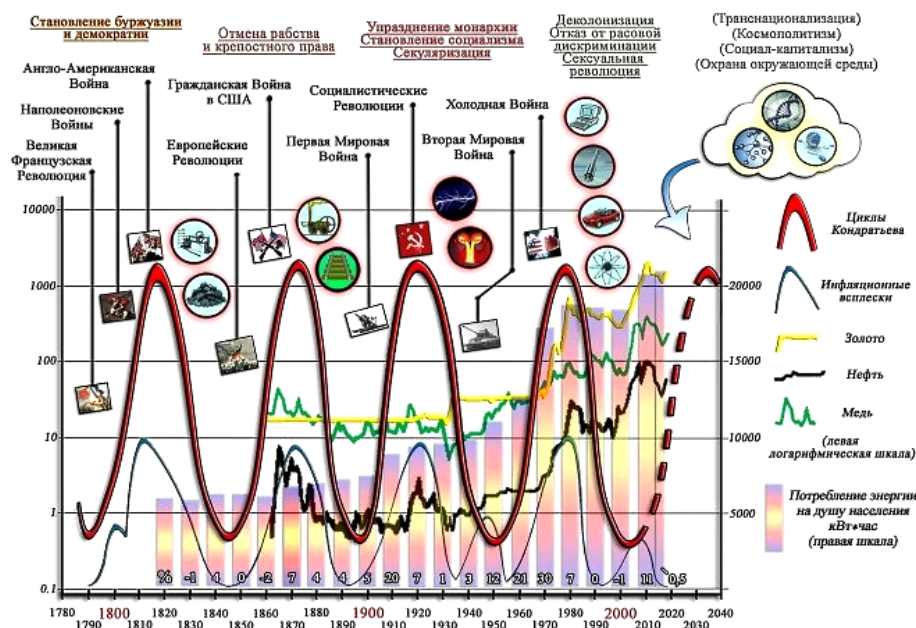 Становление буржуазии
и демократии
Отмена рабства
и крепостного права
Упразднение монархии
Становление социализма
Секуляризация
Деколонизация
Отказ от расовой
дискриминации
Сексуальная
революция
(Транснационализация)
(Космополитизм)
(Социал-капитализм)
(Охрана окружающей среды)
Англо-Американская
Война
Наполеоновские
Войны
Великая
Французская
Революция
Гражданская Война
в США
Европейские
Революции
Социалистические
Революции
Первая Мировая
Война
Холодная Война
Вторая Мировая
Война
10000
1000
100
10
1
0.1
20000
15000
10000
5000
0
Циклы
Кондратьева
Инфляционные
всплески
Золото
Нефть
Медь
(левая
логарифмическая шкала)
Потребление энергии
на душу населения
кВт*час
(правая шкала)
% -1 4 0 -2 7 4 4 5 20 7 1 3 12 21 30 7 0 -1 11 0,5
1780 1800 1820 1840 1860 1880 1900 1920 1940 1960 1980 2000 2020 2040
1790 1810 1830 1850 1870 1890 1910 1930 1950 1970 1990 2010 2030